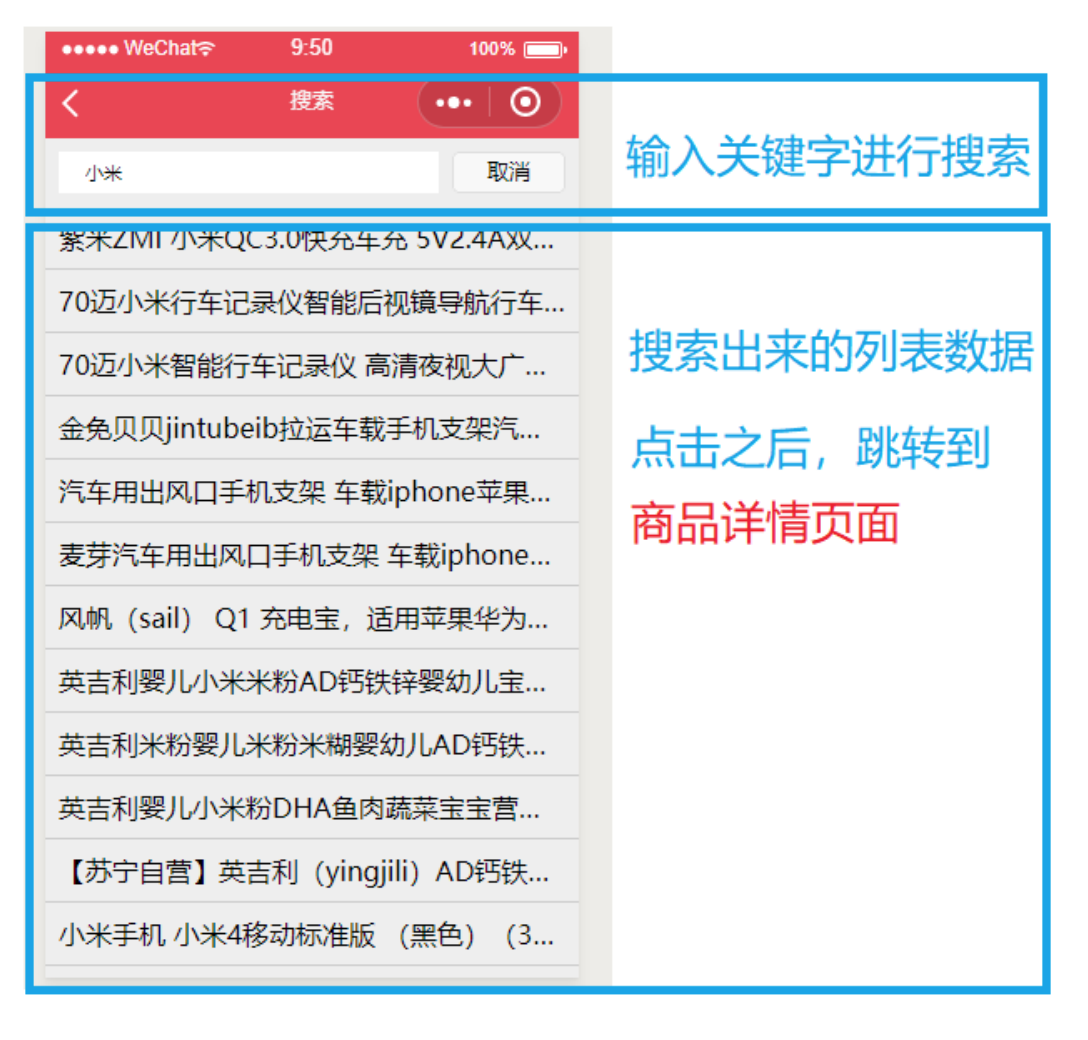 WeChat 9:50 100%
搜索
小米 取消
输入关键字进行搜索
紫米ZMI 小米QC3.0快充车充 5V2.4A双...
70迈小米行车记录仪智能后视镜导航行车...
70迈小米智能行车记录仪 高清夜视大广...
金免贝贝jintubeib拉运车载手机支架汽...
汽车用出风口手机支架 车载iphone苹果...
麦芽汽车用出风口手机支架 车载iphone...
风帆（sail） Q1 充电宝，适用苹果华为...
英吉利婴儿小米米粉AD钙铁锌婴幼儿宝...
英吉利米粉婴儿米粉米糊婴幼儿AD钙铁...
英吉利婴儿小米粉DHA鱼肉蔬菜宝宝营...
【苏宁自营】英吉利（yingjili）AD钙铁...
小米手机 小米4移动标准版 （黑色）（3...
搜索出来的列表数据
点击之后，跳转到
商品详情页面